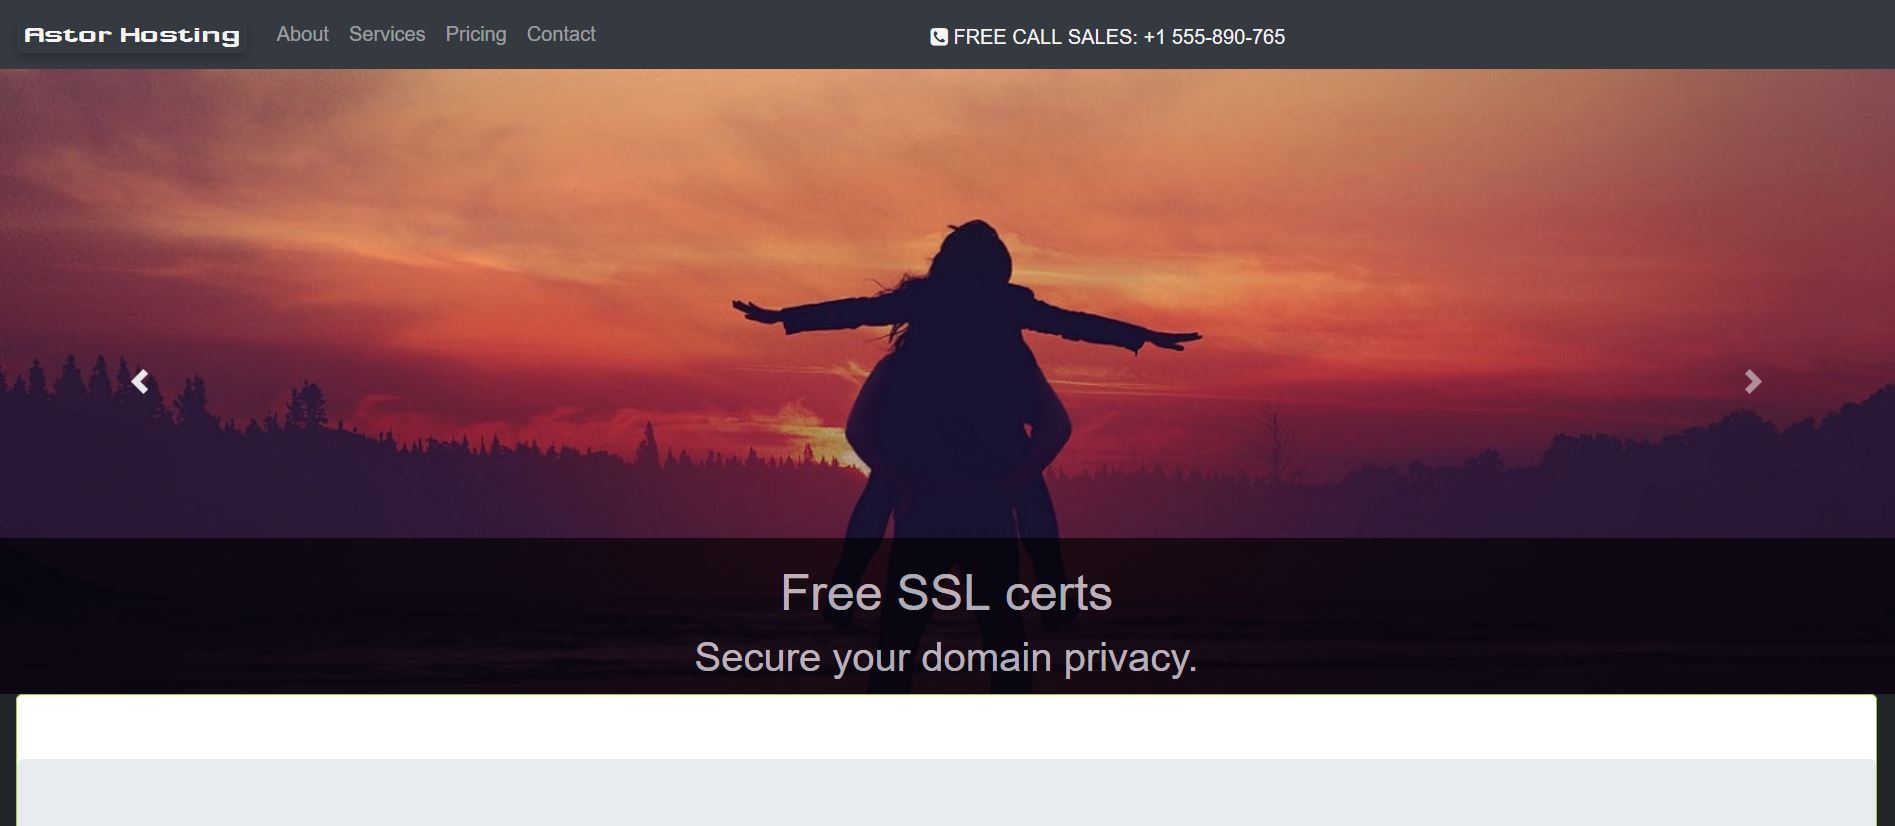 Astor Hosting
About Services Pricing Contact
FREE CALL SALES: +1 555-890-765
Free SSL certs
Secure your domain privacy.